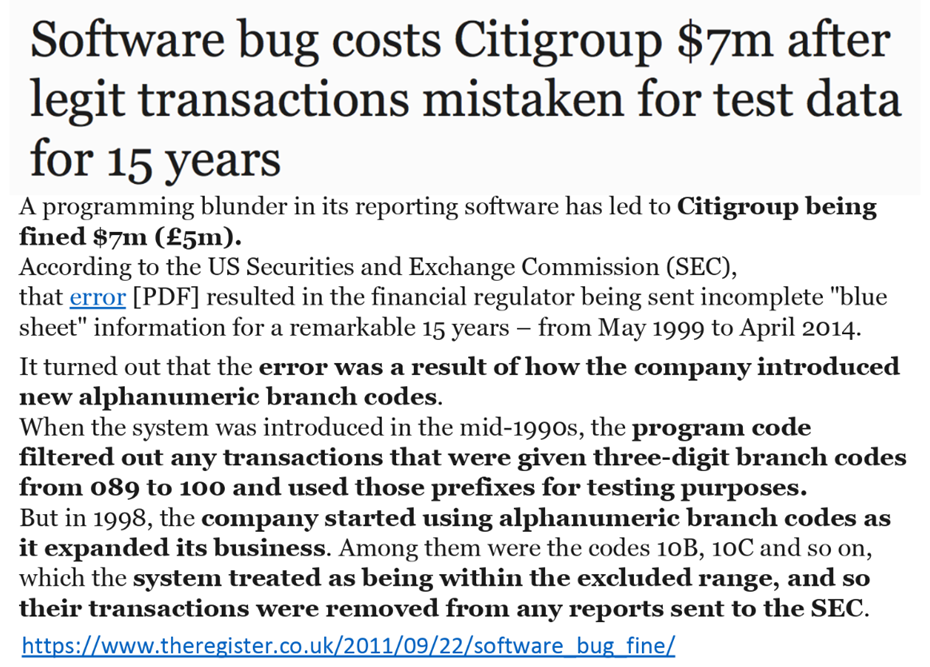 Software bug costs Citigroup $7m after
legit transactions mistaken for test data
for 15 years
A programming blunder in its reporting software has led to Citigroup being
fined $7m (£5m).
According to the US Securities and Exchange Commission (SEC),
that error [PDF] resulted in the financial regulator being sent incomplete "blue
sheet" information for a remarkable 15 years – from May 1999 to April 2014.
It turned out that the error was a result of how the company introduced
new alphanumeric branch codes.
When the system was introduced in the mid-1990s, the program code
filtered out any transactions that were given three-digit branch codes
from 089 to 100 and used those prefixes for testing purposes.
But in 1998, the company started using alphanumeric branch codes as
it expanded its business. Among them were the codes 10B, 10C and so on,
which the system treated as being within the excluded range, and so
their transactions were removed from any reports sent to the SEC.
https://www.theregister.co.uk/2011/09/22/software_bug_fine/